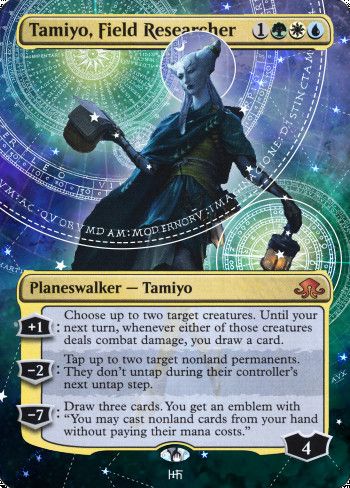 Tamiyo, Field Researcher 1
Planeswalker — Tamiyo
+1: Choose up to two target creatures. Until your
next turn, whenever either of those creatures
deals combat damage, you draw a card.
−2: Tap up to two target nonland permanents.
They don't untap during their controller's
next untap step.
−7: Draw three cards. You get an emblem with
"You may cast nonland cards from your hand
without paying their mana costs."
4